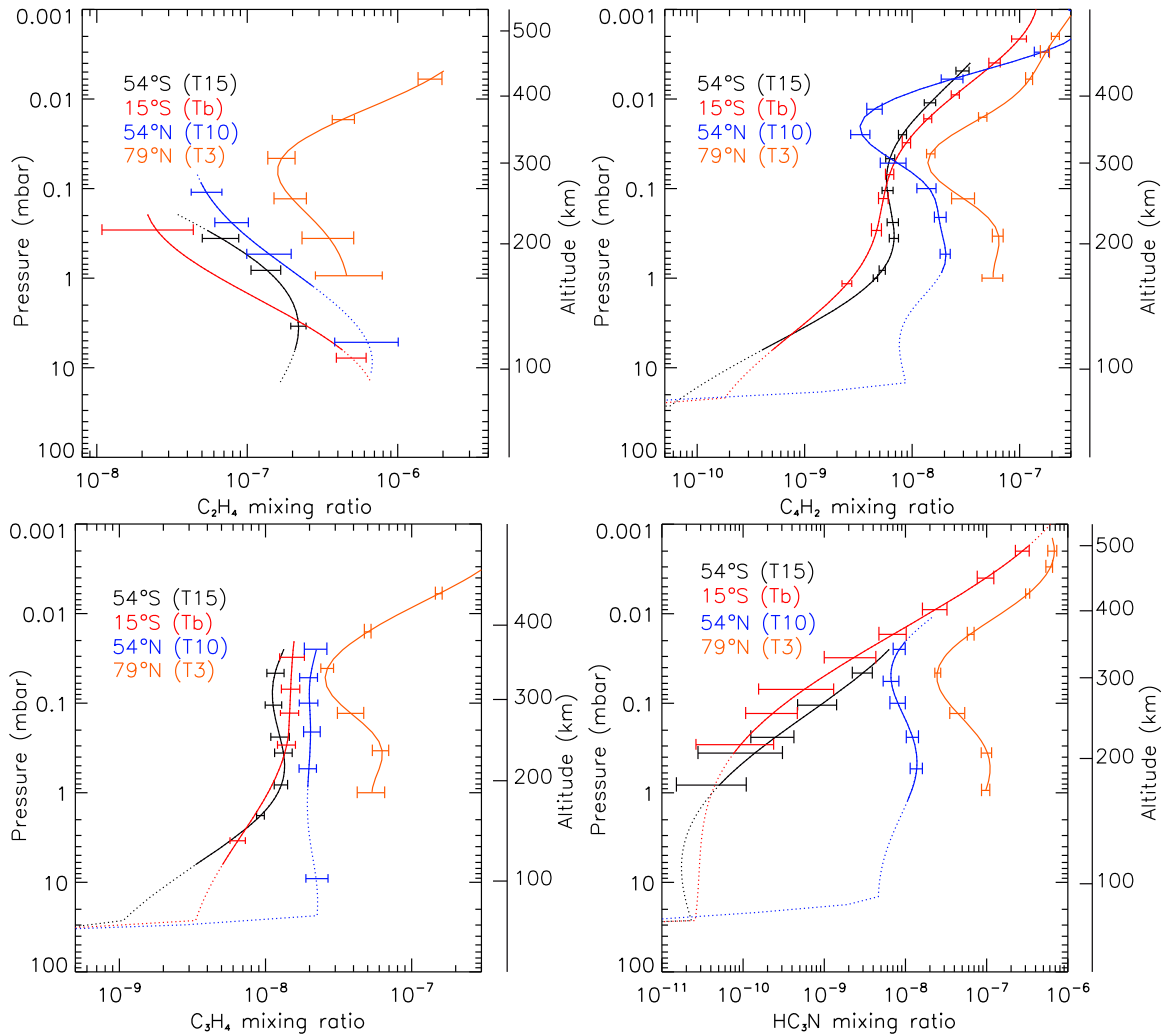 0.001
0.01
0.1
1
10
100
Pressure (mbar)
54°S (T15)
15°S (Tb)
54°N (T10)
79°N (T3)
500
400
300
200
100
Altitude (km)
10⁻⁸ 10⁻⁷ 10⁻⁶
C₂H₄ mixing ratio
0.001
0.01
0.1
1
10
100
Pressure (mbar)
54°S (T15)
15°S (Tb)
54°N (T10)
79°N (T3)
400
300
200
100
Altitude (km)
10⁻¹⁰ 10⁻⁹ 10⁻⁸ 10⁻⁷
C₄H₂ mixing ratio
0.001
0.01
0.1
1
10
100
Pressure (mbar)
54°S (T15)
15°S (Tb)
54°N (T10)
79°N (T3)
400
300
200
100
Altitude (km)
10⁻⁹ 10⁻⁸ 10⁻⁷
C₃H₄ mixing ratio
0.001
0.01
0.1
1
10
100
Pressure (mbar)
54°S (T15)
15°S (Tb)
54°N (T10)
79°N (T3)
500
400
300
200
100
Altitude (km)
10⁻¹¹ 10⁻¹⁰ 10⁻⁹ 10⁻⁸ 10⁻⁷ 10⁻⁶
HC₃N mixing ratio